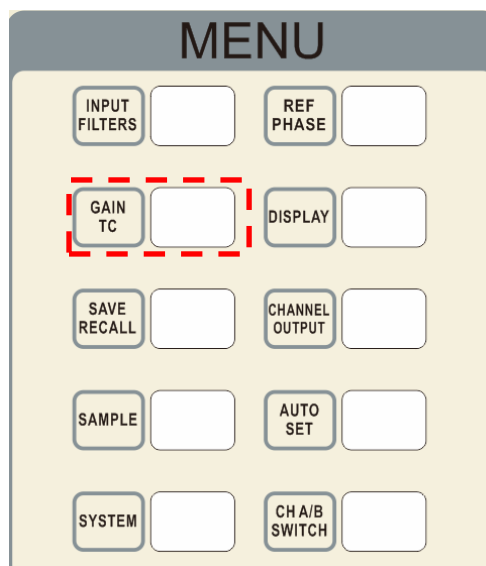 MENU
INPUT
FILTERS
REF
PHASE
GAIN
TC
DISPLAY
SAVE
RECALL
CHANNEL
OUTPUT
SAMPLE
AUTO
SET
SYSTEM
CH A/B
SWITCH